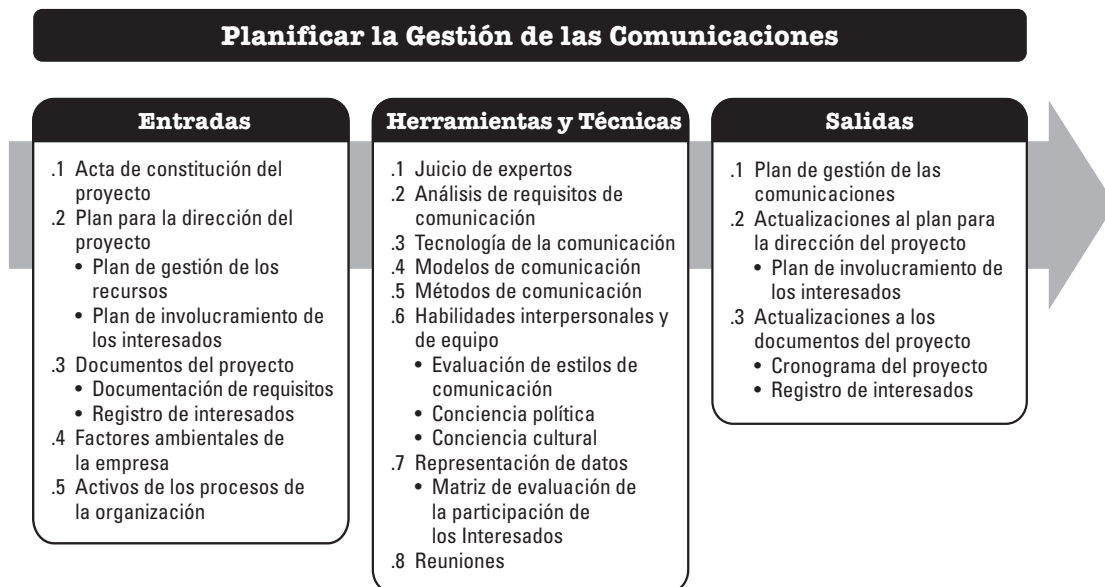 Planificar la Gestión de las Comunicaciones
Entradas
.1 Acta de constitución del
proyecto
.2 Plan para la dirección del
proyecto
• Plan de gestión de los
recursos
• Plan de involucramiento de
los interesados
.3 Documentos del proyecto
• Documentación de requisitos
• Registro de interesados
.4 Factores ambientales de
la empresa
.5 Activos de los procesos de
la organización
Herramientas y Técnicas
.1 Juicio de expertos
.2 Análisis de requisitos de
comunicación
.3 Tecnología de la comunicación
.4 Modelos de comunicación
.5 Métodos de comunicación
.6 Habilidades interpersonales y
de equipo
• Evaluación de estilos de
comunicación
• Conciencia política
• Conciencia cultural
.7 Representación de datos
• Matriz de evaluación de
la participación de
los Interesados
.8 Reuniones
Salidas
.1 Plan de gestión de las
comunicaciones
.2 Actualizaciones al plan para
la dirección del proyecto
• Plan de involucramiento de
los interesados
.3 Actualizaciones a los
documentos del proyecto
• Cronograma del proyecto
• Registro de interesados